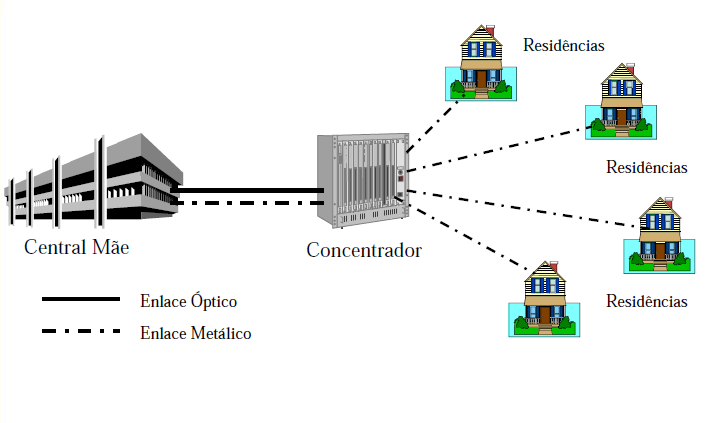 Residências
Residências
Central Mãe
Concentrador
Residências
Enlace Óptico
Enlace Metálico